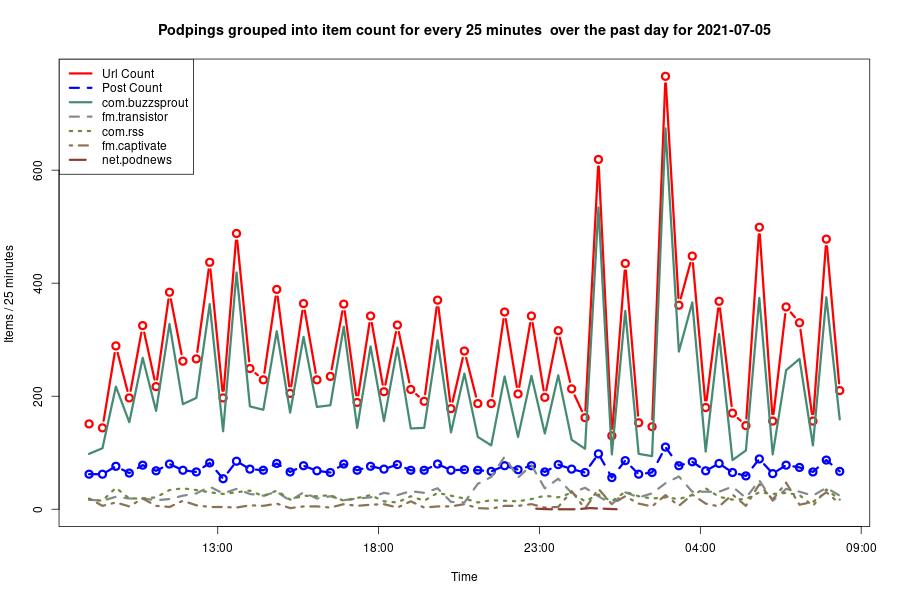 Podpings grouped into item count for every 25 minutes  over the past day for 2021-07-05
Url Count
Post Count
com.buzzsprout
fm.transistor
com.rss
fm.captivate
net.podnews
Items / 25 minutes
600
400
200
0
13:00
18:00
23:00
04:00
09:00
Time